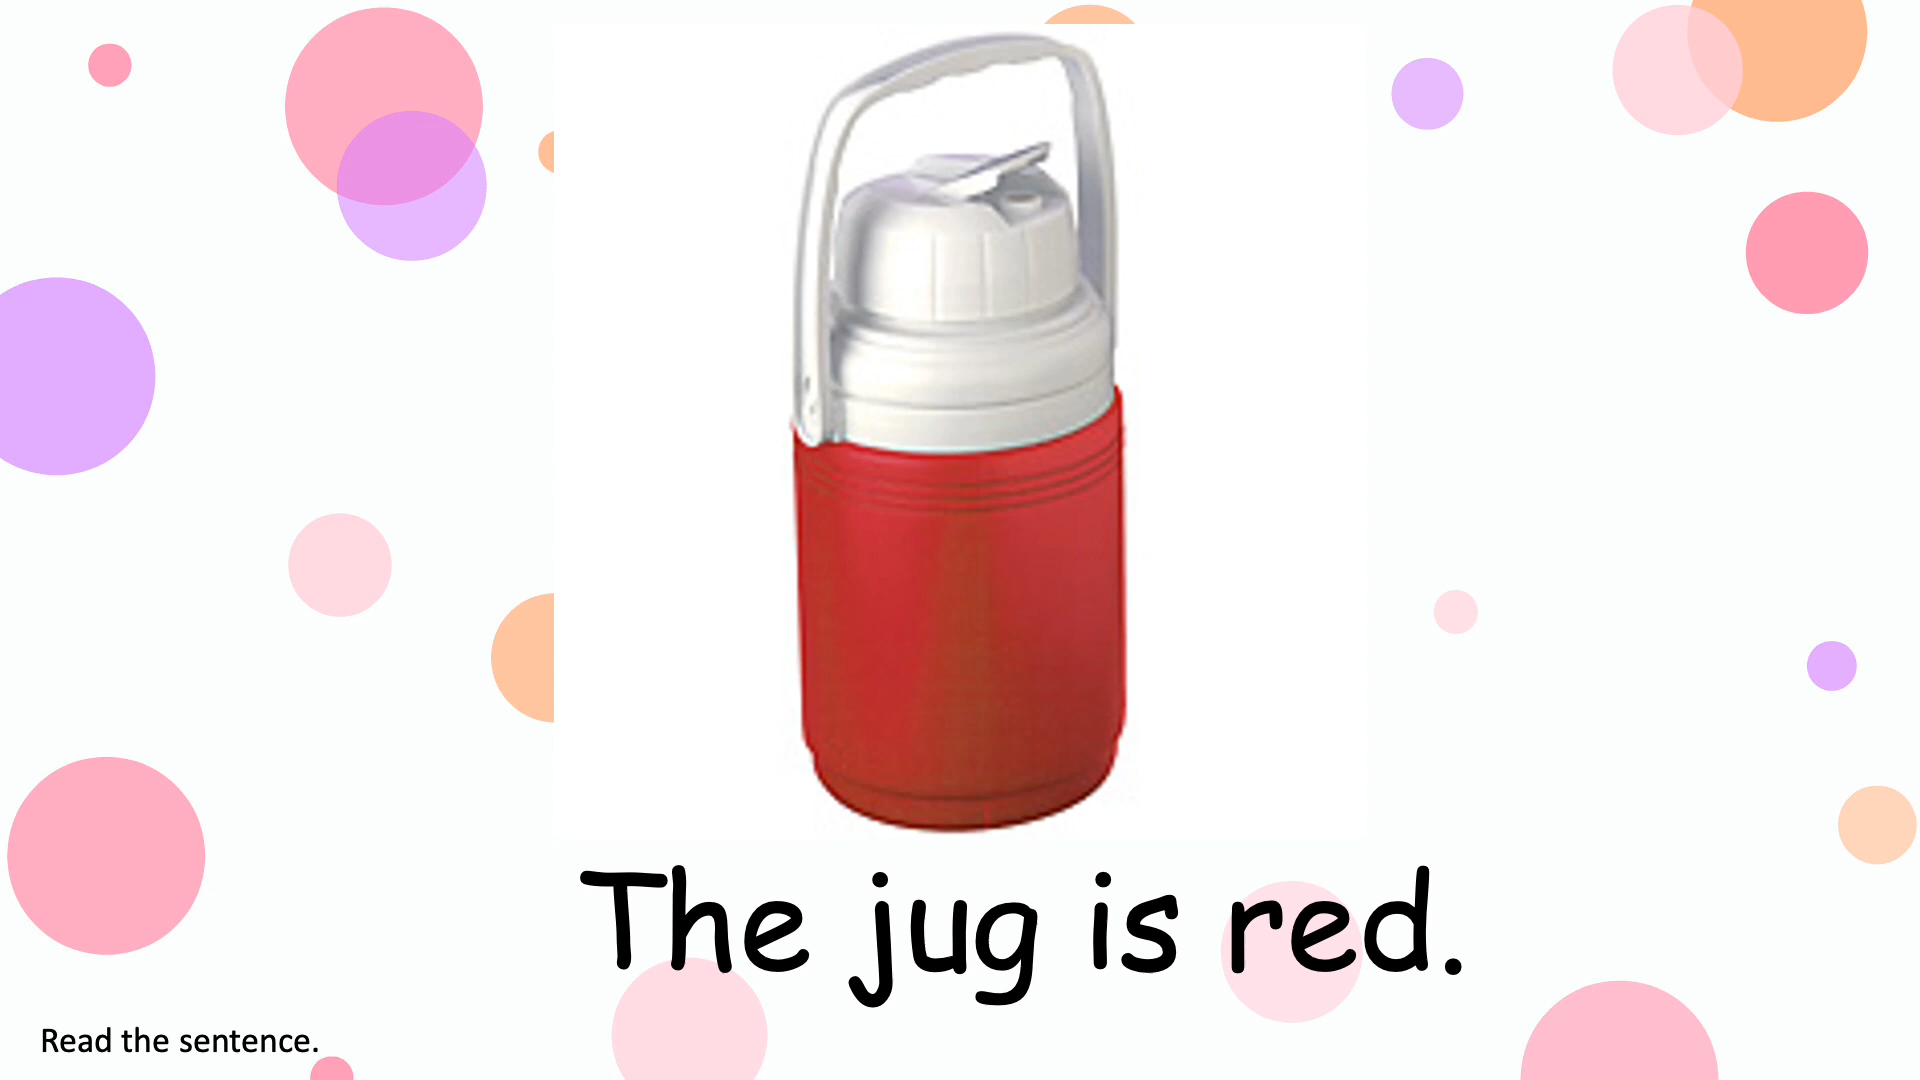 The jug is red.
Read the sentence.